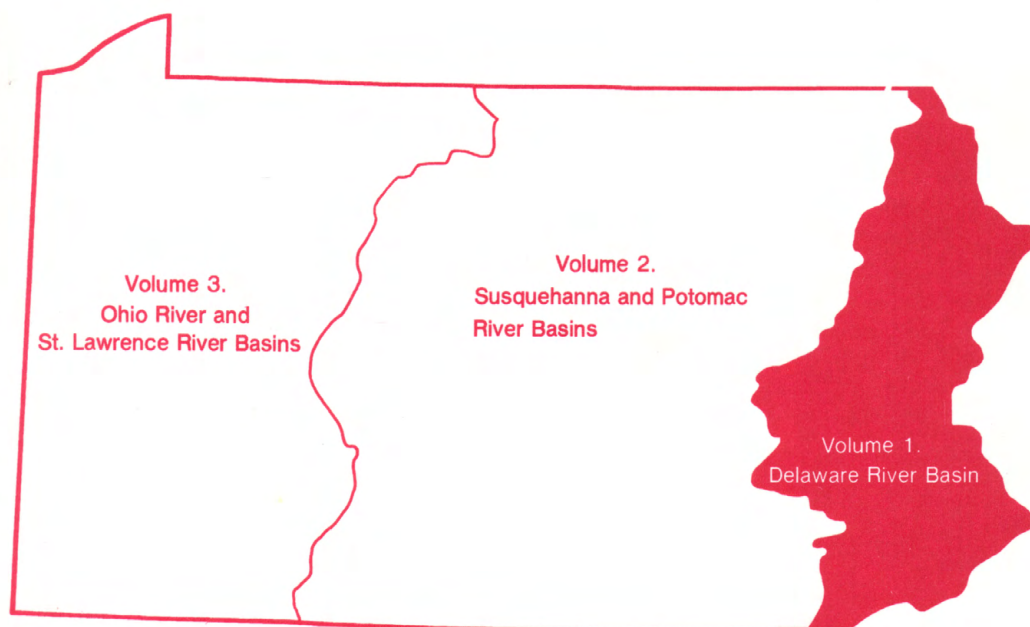 Volume 3.
Ohio River and
St. Lawrence River Basins
Volume 2.
Susquehanna and Potomac
River Basins
Volume 1.
Delaware River Basin